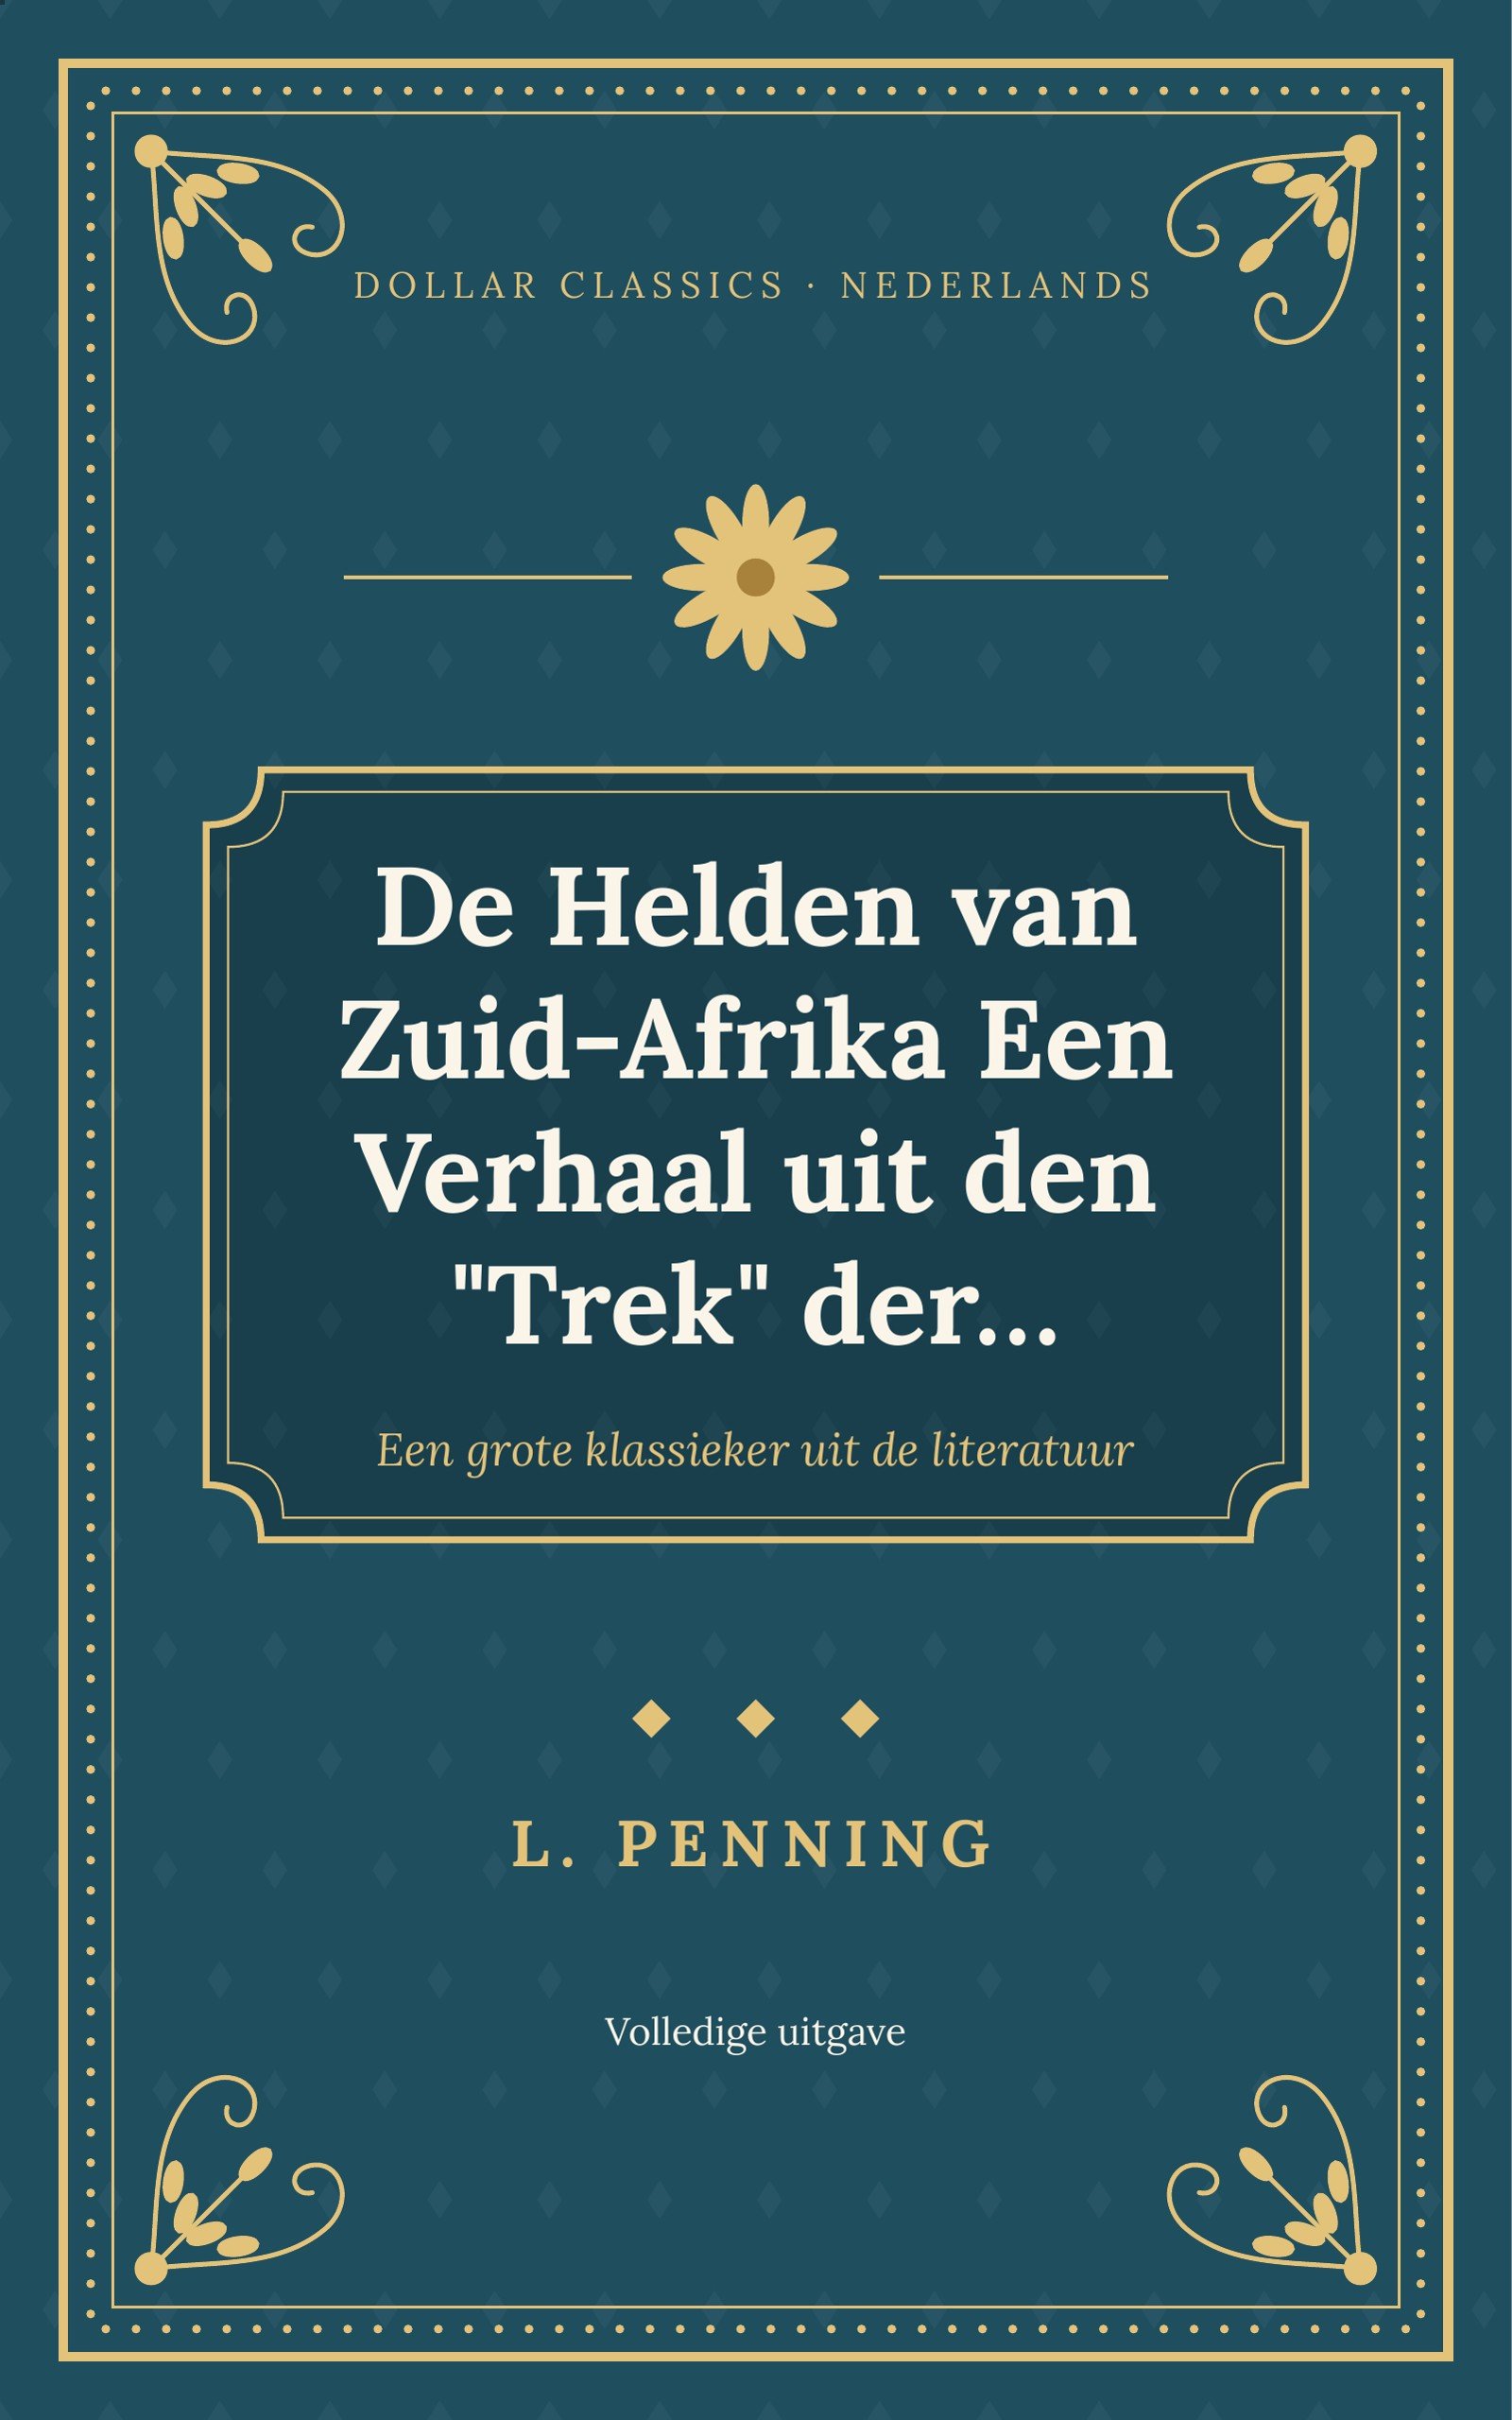 DOLLAR CLASSICS · NEDERLANDS
De Helden van
Zuid-Afrika Een
Verhaal uit den
"Trek" der...
Een grote klassieker uit de literatuur
L. PENNING
Volledige uitgave